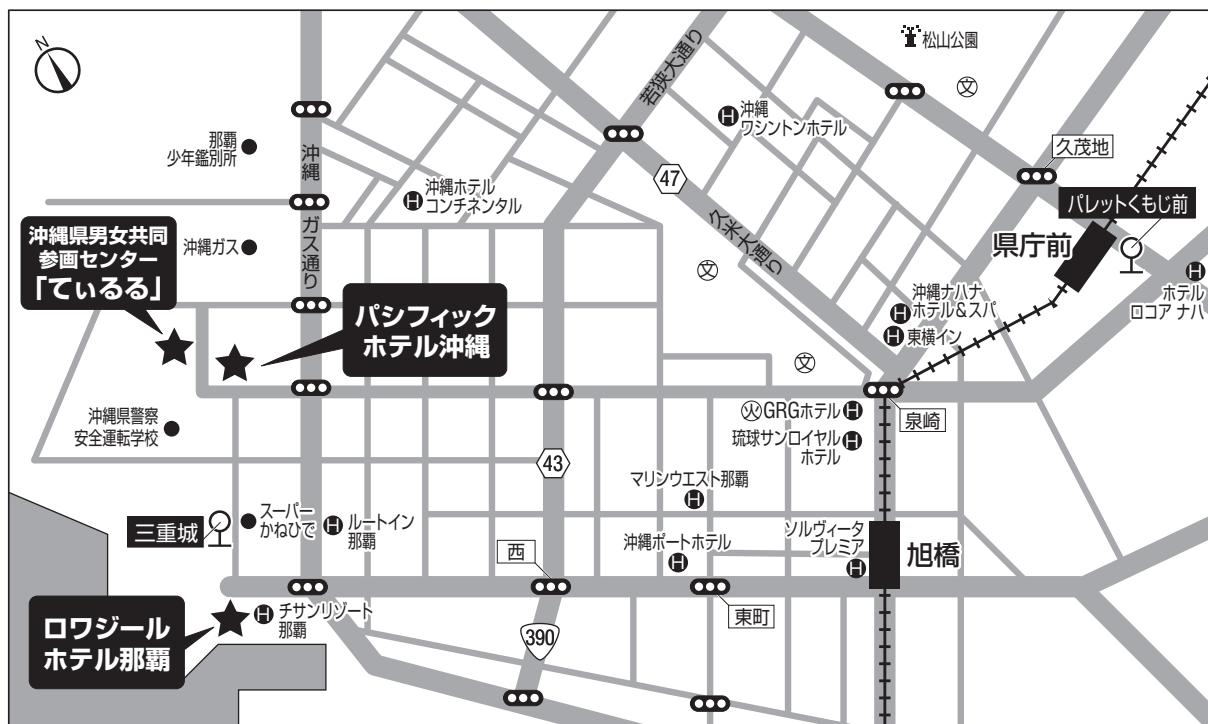 N
松山公園
文
若狭大通り
沖縄
ワシントンホテル
久茂地
那覇
少年鑑別所
沖縄
ガス通り
47
沖縄ホテル
コンチネンタル
久米大通り
パレットくもじ前
県庁前
沖縄県男女共同
参画センター
「てぃるる」
沖縄ガス
文
ホテル
ロコア ナハ
パシフィック
ホテル沖縄
沖縄ナハナ
ホテル&スパ
東横イン
文
沖縄県警察
安全運転学校
火
GRGホテル
泉崎
琉球サンロイヤル
ホテル
43
マリンウエスト那覇
三重城
スーパー
かねひで
ルートイン
那覇
西
沖縄ポートホテル
ソルヴィータ
プレミア
旭橋
東町
ロワジール
ホテル那覇
チサンリゾート
那覇
390
H
H
H
H
H
H
H
H
H
H
H
H
H